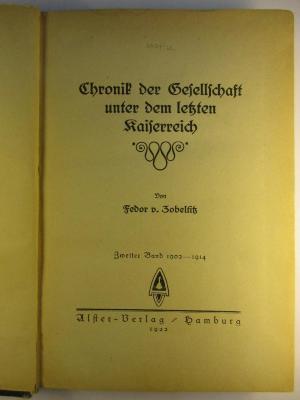 Chronik der Gesellschaft
unter dem letzten
Kaiserreich
Von
Fedor v. Zobeltitz
Zweiter Band 1902—1914
Alster-Verlag / Hamburg
1922